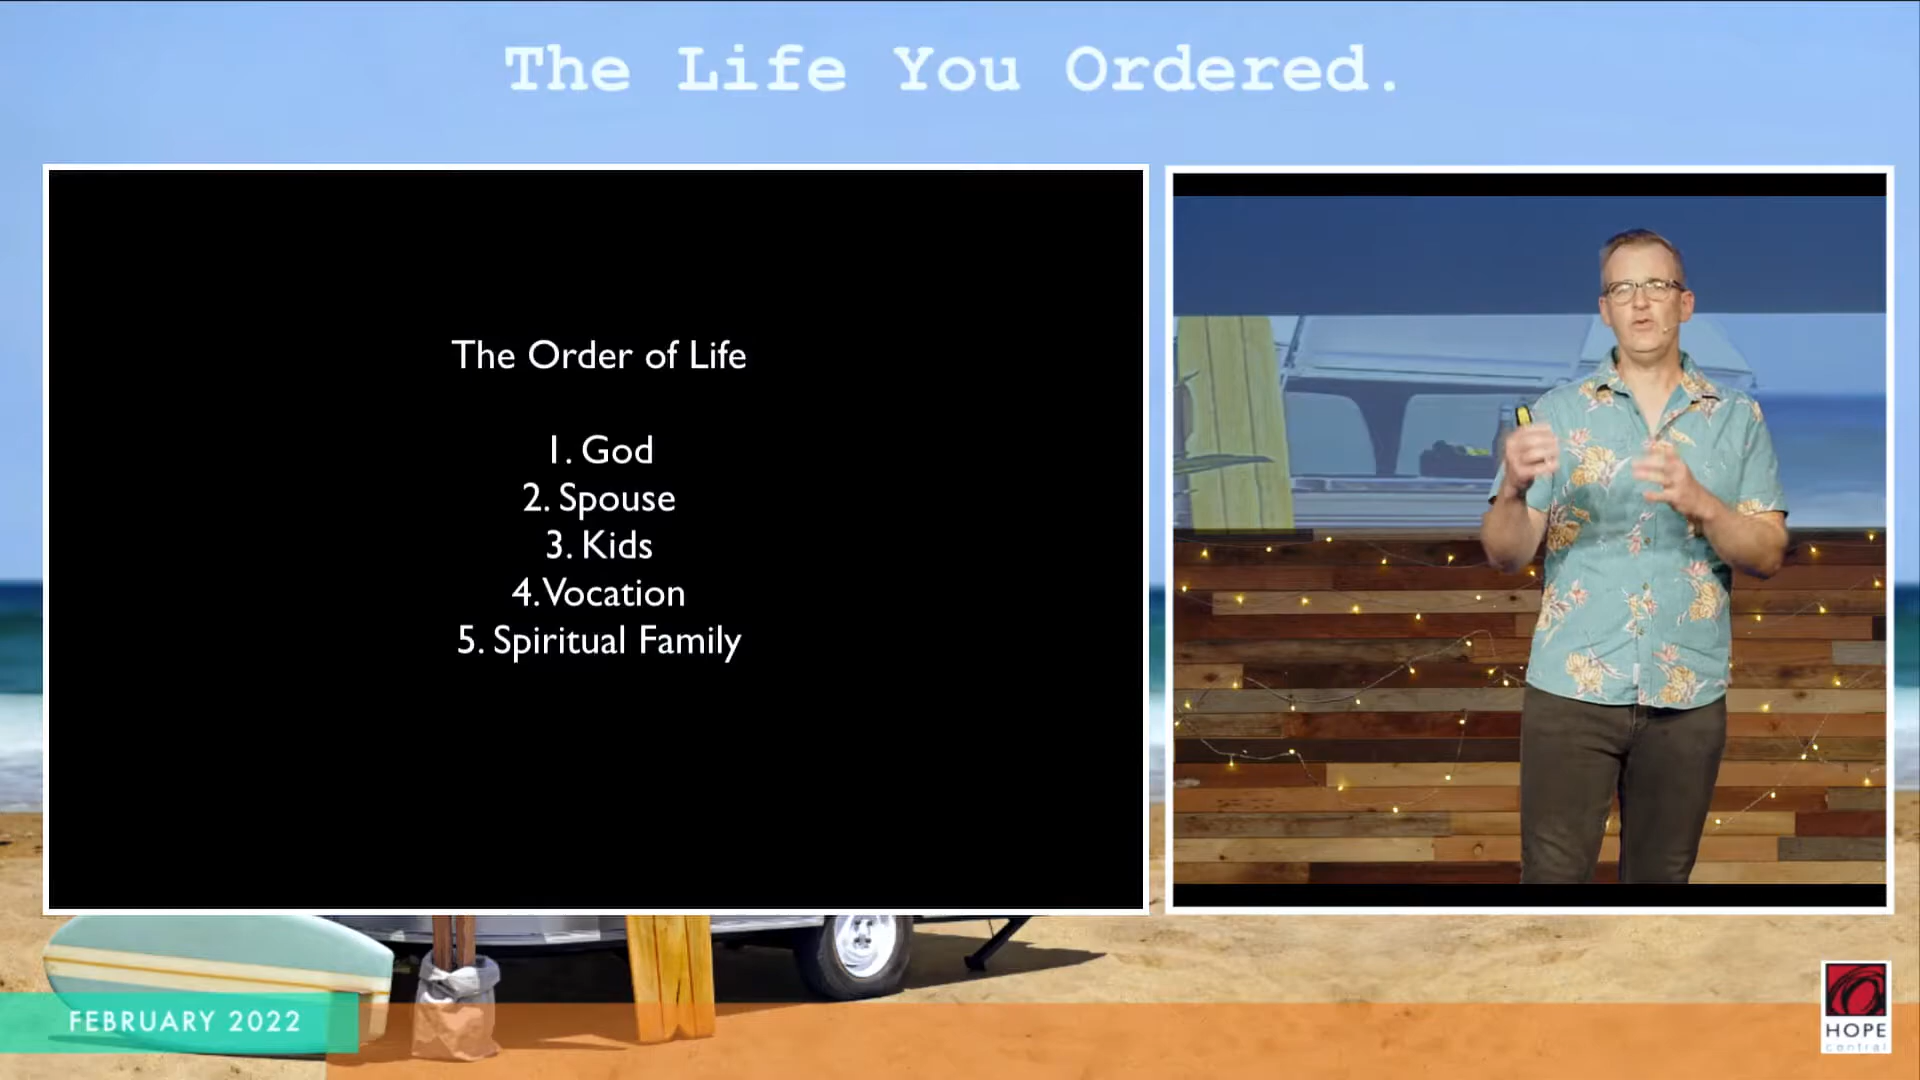 The Life You Ordered.
The Order of Life
1. God
2. Spouse
3. Kids
4. Vocation
5. Spiritual Family
FEBRUARY 2022
HOPE
central